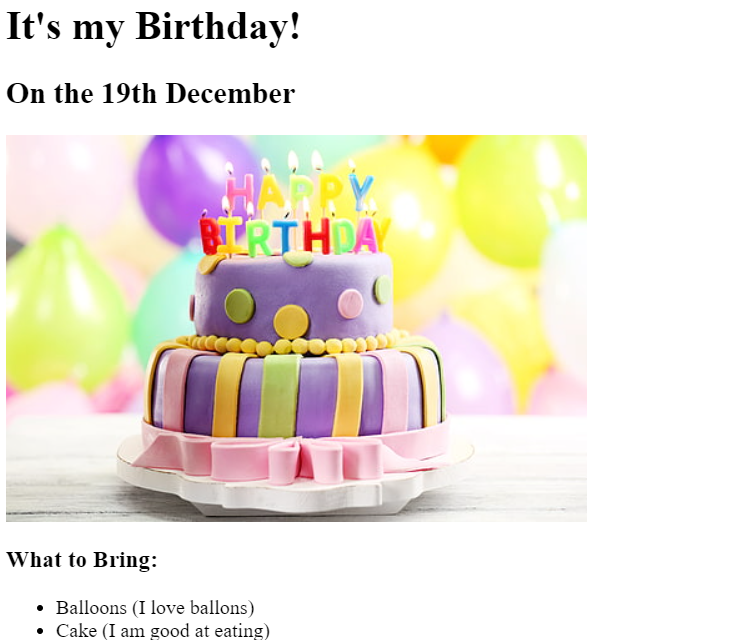 It's my Birthday!
On the 19th December
HAPPY
BIRTHDAY
What to Bring:
Balloons (I love ballons)
Cake (I am good at eating)